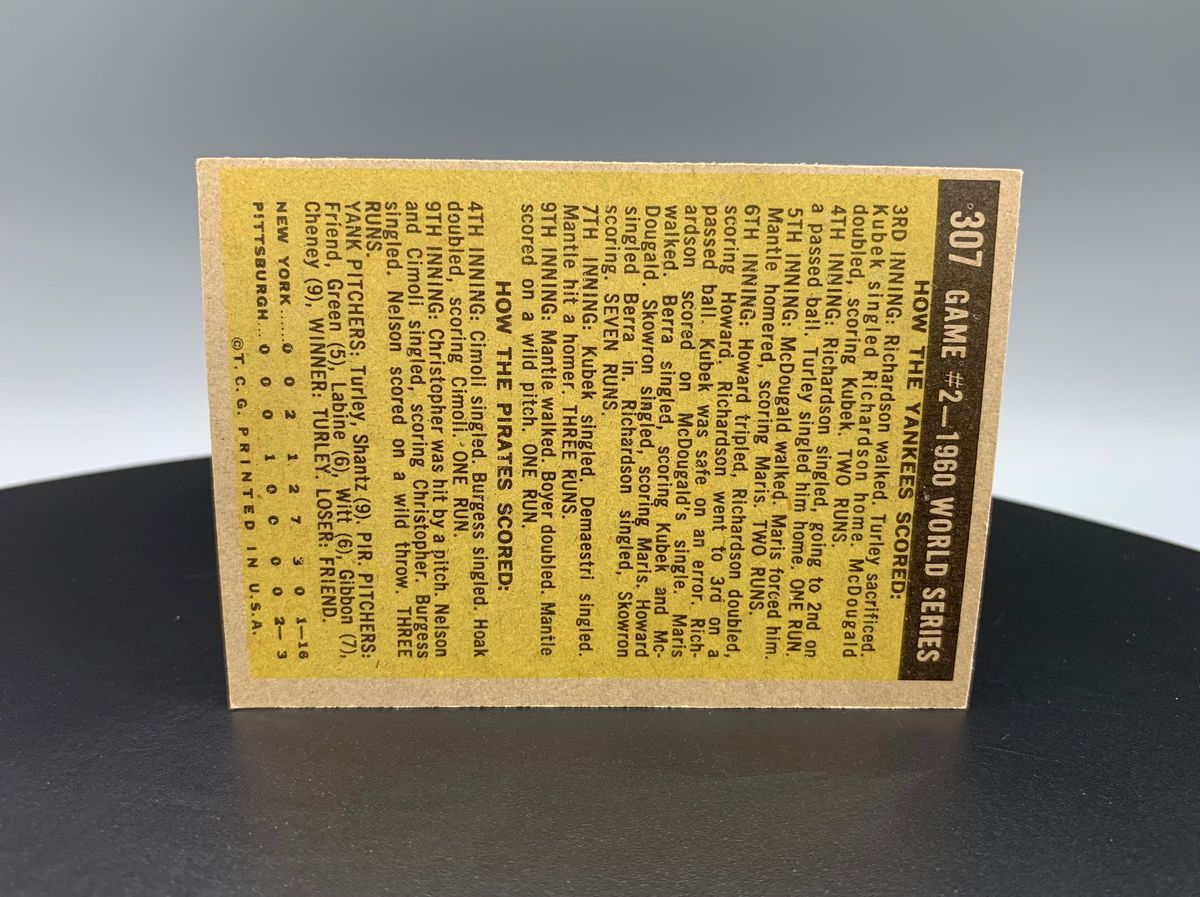 307 GAME #2—1960 WORLD SERIES
HOW THE YANKEES SCORED:
3RD INNING: Richardson walked. Turley sacrificed.
Kubek singled Richardson home. McDougald
doubled, scoring Kubek. TWO RUNS.
4TH INNING: Richardson singled, going to 2nd on
a passed ball. Turley singled him home. ONE RUN.
5TH INNING: McDougald walked. Maris forced him.
Mantle homered, scoring Maris. TWO RUNS.
6TH INNING: Howard tripled, Richardson doubled,
scoring Howard. Richardson went to 3rd on a
passed ball. Kubek was safe on an error. Rich-
ardson scored on McDougald's single. Maris
walked. Berra singled, scoring Kubek and Mc-
Dougald. Skowron singled, scoring Maris. Howard
singled Berra in. Richardson singled, Skowron
scoring. SEVEN RUNS.
7TH INNING: Kubek singled. Demaestri singled.
Mantle hit a homer. THREE RUNS.
9TH INNING: Mantle walked. Boyer doubled. Mantle
scored on a wild pitch. ONE RUN.
HOW THE PIRATES SCORED:
4TH INNING: Cimoli singled. Burgess singled. Hoak
doubled, scoring Cimoli. ONE RUN.
9TH INNING: Christopher was hit by a pitch. Nelson
and Cimoli singled, scoring Christopher. Burgess
singled. Nelson scored on a wild throw. THREE
RUNS.
YANK PITCHERS: Turley, Shantz (9). PIR. PITCHERS:
Friend, Green (5), Labine (6), Witt (6), Gibbon (7),
Cheney (9), WINNER: TURLEY. LOSER: FRIEND.
NEW YORK......0 0 2 1 2 7 3 0 1—16
PITTSBURGH....0 0 0 1 0 0 0 0 2— 3
©T.C.G. PRINTED IN U.S.A.